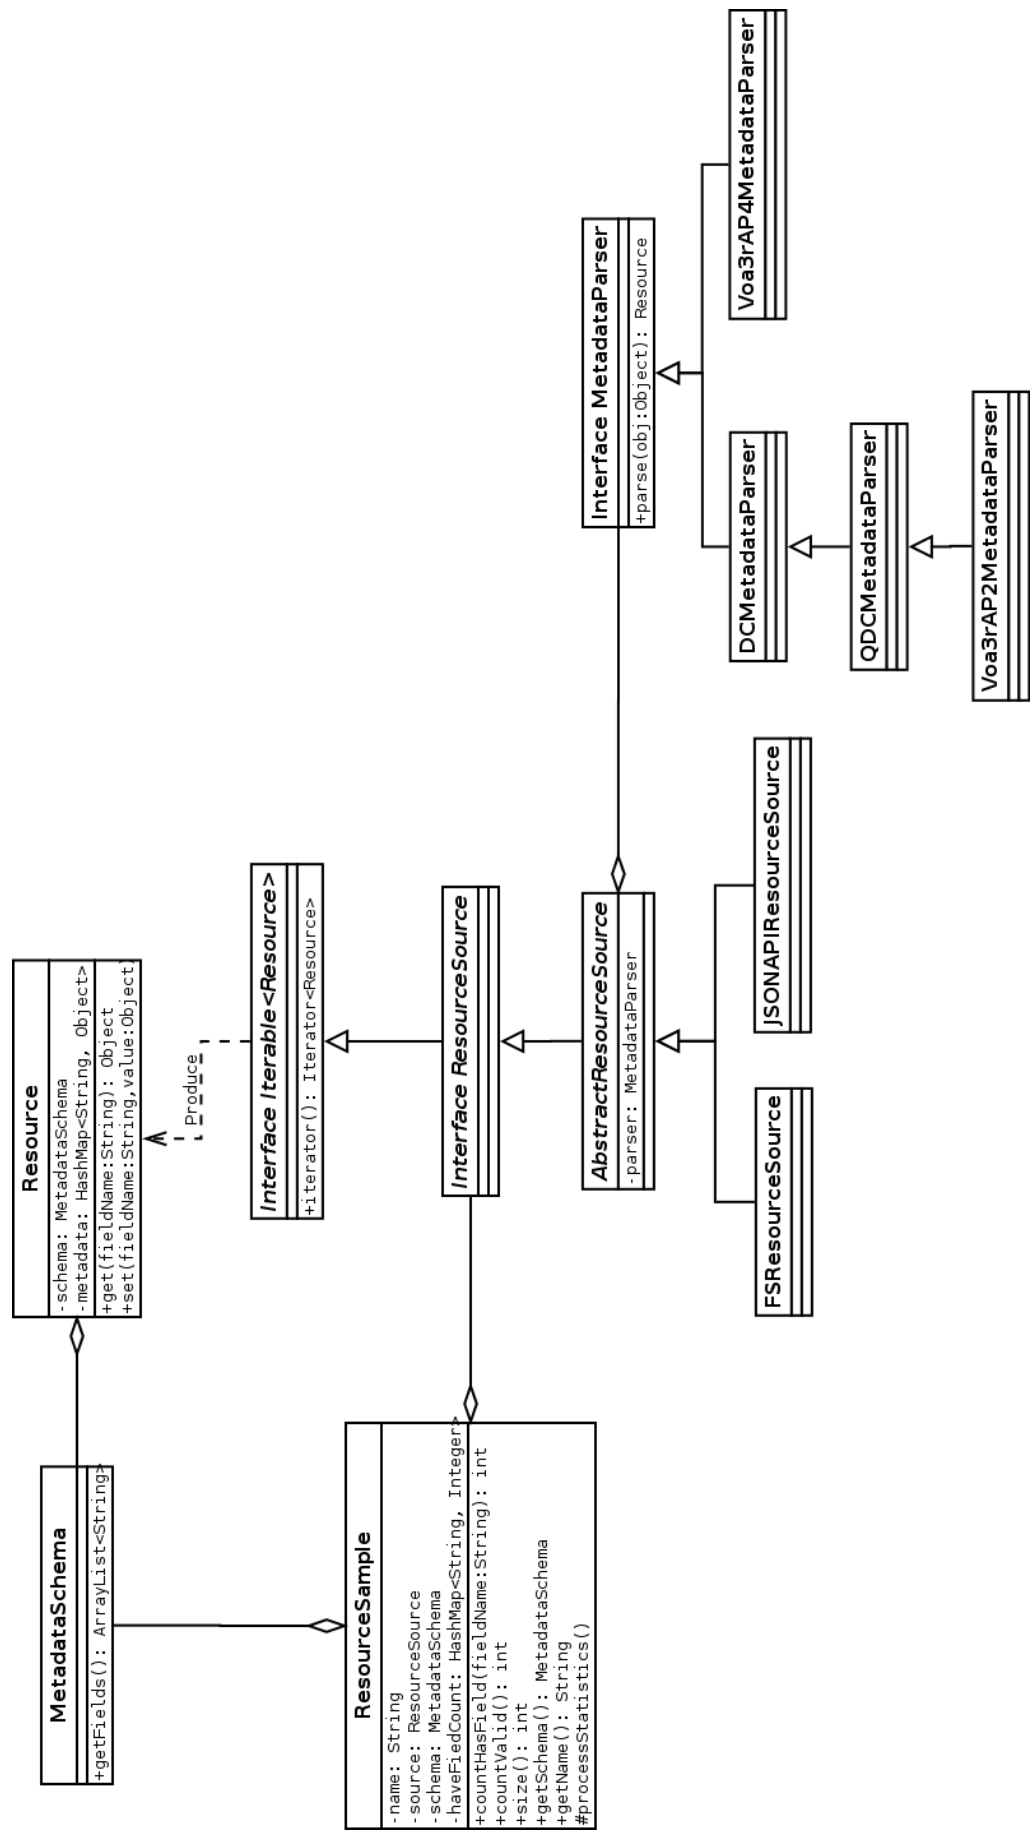 MetadataSchema
+getFields(): ArrayList<String>
Resource
-schema: MetadataSchema
-metadata: HashMap<String, Object>
+get(fieldName:String): Object
+set(fieldName:String,value:Object)
Produce
ResourceSample
-name: String
-source: ResourceSource
-schema: MetadataSchema
-haveFiedCount: HashMap<String, Integer>
+countHasField(fieldName:String): int
+countValid(): int
+size(): int
+getSchema(): MetadataSchema
+getName(): String
#processStatistics()
Interface Iterable<Resource>
+iterator(): Iterator<Resource>
Interface ResourceSource
AbstractResourceSource
-parser: MetadataParser
FSResourceSource
JSONAPIResourceSource
Interface MetadataParser
+parse(obj:Object): Resource
DCMetadataParser
Voa3rAP4MetadataParser
QDCMetadataParser
Voa3rAP2MetadataParser